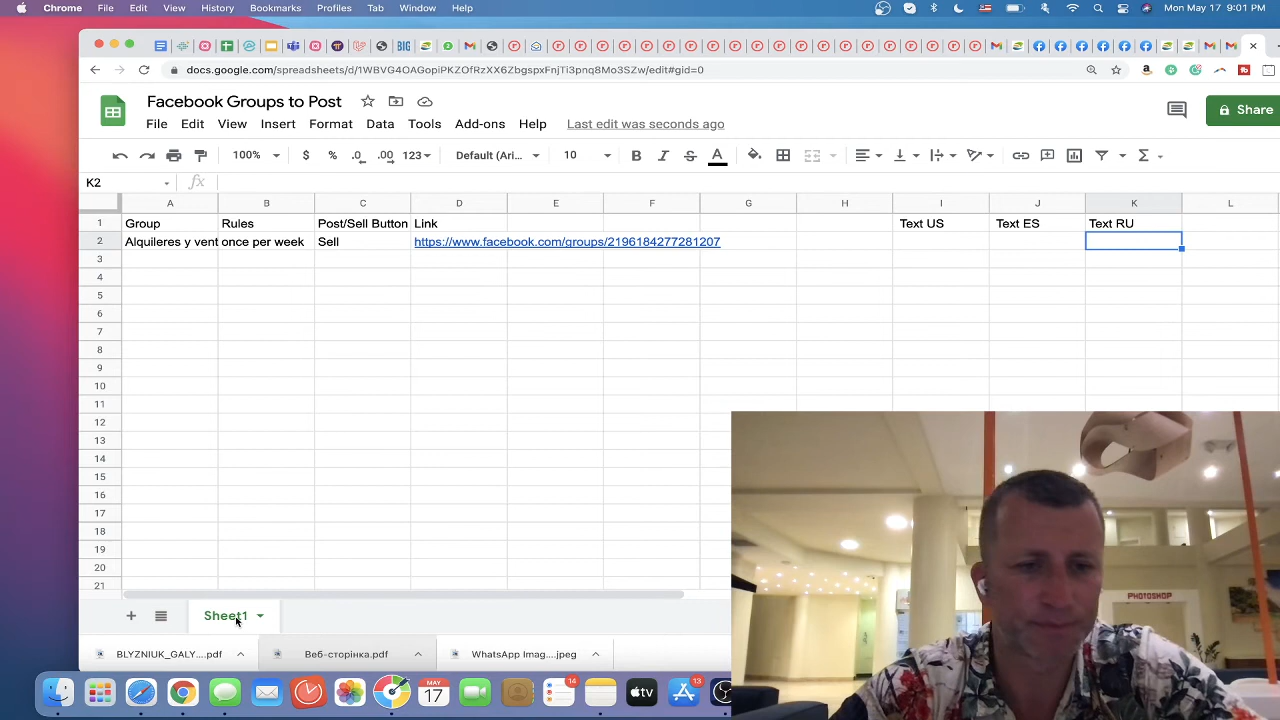 Chrome File Edit View History Bookmarks Profiles Tab Window Help Mon May 17 9:01 PM
docs.google.com/spreadsheets/d/1WBVG4OAGopiPKZOfRzXK6ZbgspxFnjTi3pnq8Mo3SZw/edit#gid=0
Facebook Groups to Post
Share
File Edit View Insert Format Data Tools Add-ons Help Last edit was seconds ago
100% $ % .0 .00 123 Default (Ari... 10 B I S A
K2 fx
A B C D E F G H I J K L
1 Group Rules Post/Sell Button Link Text US Text ES Text RU
2 Alquileres y vent once per week Sell https://www.facebook.com/groups/2196184277281207
3
4
5
6
7
8
9
10
11
12
13
14
15
16
17
18
19
20
21
PHOTOSHOP
Sheet1
BLYZNIUK_GALY....pdf Веб-сторінка.pdf WhatsApp Imag....jpeg
MAY
17
14
tv
13